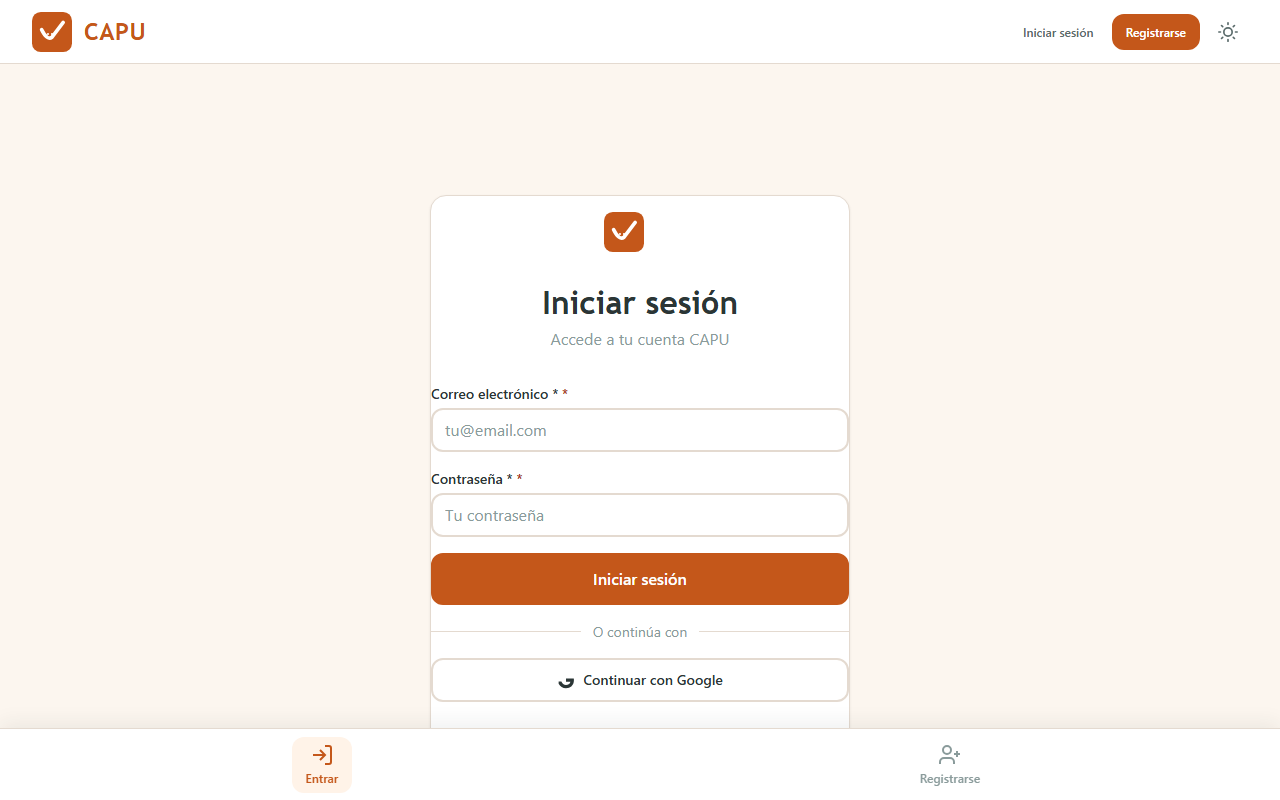 CAPU
Iniciar sesión
Registrarse
Iniciar sesión
Accede a tu cuenta CAPU
Correo electrónico * *
tu@email.com
Contraseña * *
Tu contraseña
Iniciar sesión
O continúa con
Continuar con Google
Entrar
Registrarse